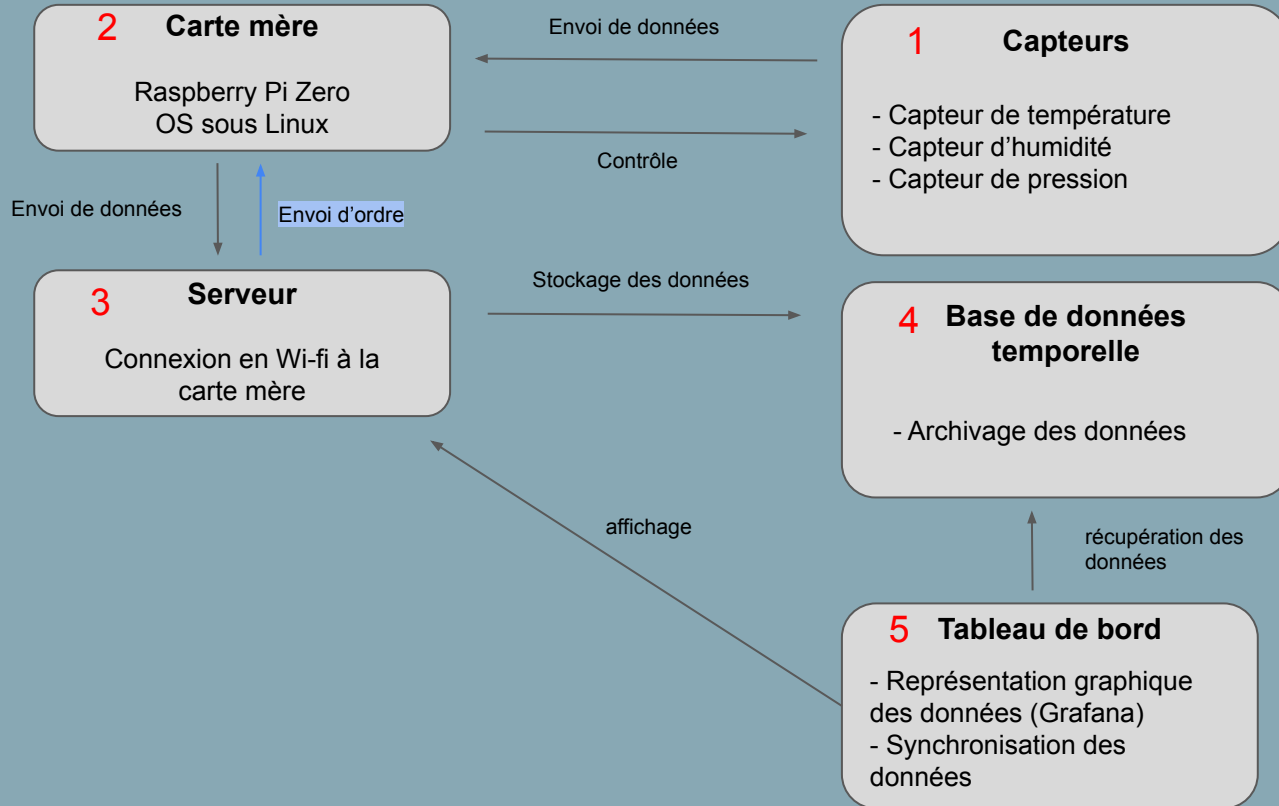 2 Carte mère
Raspberry Pi Zero
OS sous Linux
Envoi de données
Contrôle
1 Capteurs
- Capteur de température
- Capteur d’humidité
- Capteur de pression
Envoi de données
Envoi d’ordre
3 Serveur
Connexion en Wi-fi à la
carte mère
Stockage des données
4 Base de données
temporelle
- Archivage des données
affichage
récupération des
données
5 Tableau de bord
- Représentation graphique
des données (Grafana)
- Synchronisation des
données